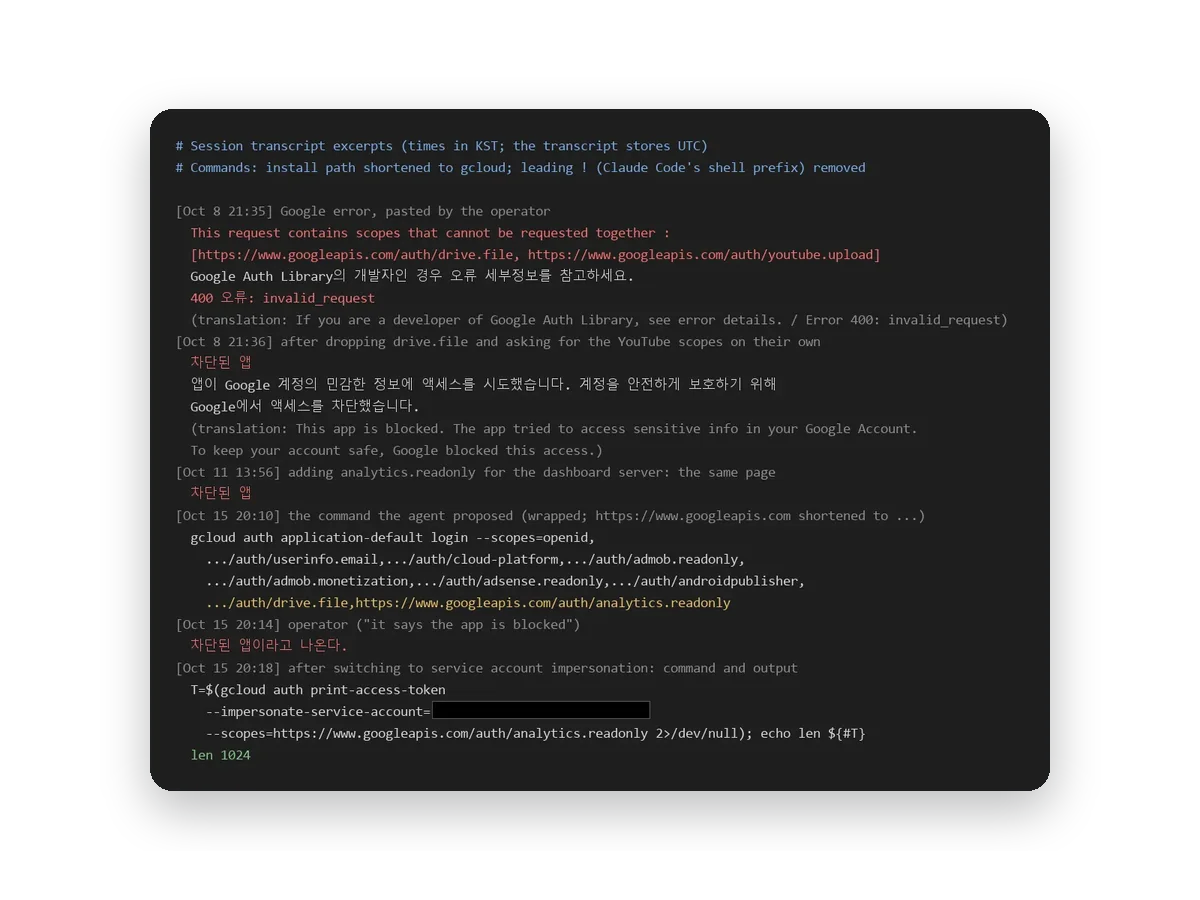 # Session transcript excerpts (times in KST; the transcript stores UTC)
# Commands: install path shortened to gcloud; leading ! (Claude Code's shell prefix) removed
[Oct 8 21:35] Google error, pasted by the operator
This request contains scopes that cannot be requested together :
[https://www.googleapis.com/auth/drive.file, https://www.googleapis.com/auth/youtube.upload]
Google Auth Library의 개발자인 경우 오류 세부정보를 참고하세요.
400 오류: invalid_request
(translation: If you are a developer of Google Auth Library, see error details. / Error 400: invalid_request)
[Oct 8 21:36] after dropping drive.file and asking for the YouTube scopes on their own
차단된 앱
앱이 Google 계정의 민감한 정보에 액세스를 시도했습니다. 계정을 안전하게 보호하기 위해
Google에서 액세스를 차단했습니다.
(translation: This app is blocked. The app tried to access sensitive info in your Google Account.
To keep your account safe, Google blocked this access.)
[Oct 11 13:56] adding analytics.readonly for the dashboard server: the same page
차단된 앱
[Oct 15 20:10] the command the agent proposed (wrapped; https://www.googleapis.com shortened to ...)
gcloud auth application-default login --scopes=openid,
.../auth/userinfo.email,.../auth/cloud-platform,.../auth/admob.readonly,
.../auth/admob.monetization,.../auth/adsense.readonly,.../auth/androidpublisher,
.../auth/drive.file,https://www.googleapis.com/auth/analytics.readonly
[Oct 15 20:14] operator ("it says the app is blocked")
차단된 앱이라고 나온다.
[Oct 15 20:18] after switching to service account impersonation: command and output
T=$(gcloud auth print-access-token
--impersonate-service-account=
--scopes=https://www.googleapis.com/auth/analytics.readonly 2>/dev/null); echo len ${#T}
len 1024